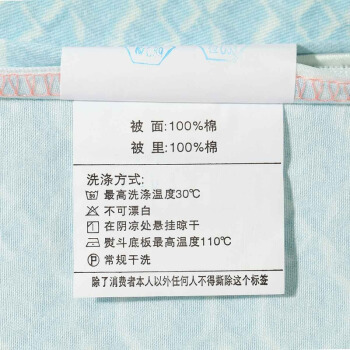 被 面:100%棉
被 里:100%棉
洗涤方式:
最高洗涤温度30℃
不可漂白
在阴凉处悬挂晾干
熨斗底板最高温度110℃
Ⓟ 常规干洗
除了消费者本人以外任何人不得撕除这个标签